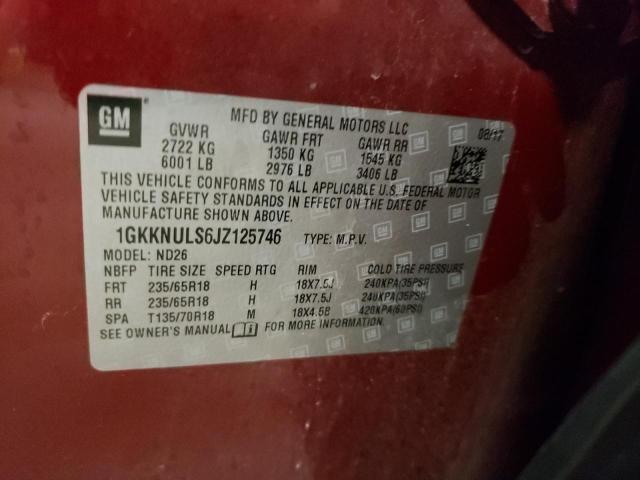 GM
MFD BY GENERAL MOTORS LLC
08/17
GVWR GAWR FRT GAWR RR
2722 KG 1350 KG 1545 KG
6001 LB 2976 LB 3406 LB
THIS VEHICLE CONFORMS TO ALL APPLICABLE U.S. FEDERAL MOTOR
VEHICLE SAFETY STANDARDS IN EFFECT ON THE DATE OF
MANUFACTURE SHOWN ABOVE.
1GKKNULS6JZ125746 TYPE: M.P.V.
MODEL: ND26
NBFP TIRE SIZE SPEED RTG RIM COLD TIRE PRESSURE
FRT 235/65R18 H 18X7.5J 240KPA(35PSI)
RR 235/65R18 H 18X7.5J 240KPA(35PSI)
SPA T135/70R18 M 18X4.5B 420KPA(60PSI)
SEE OWNER'S MANUAL FOR MORE INFORMATION.